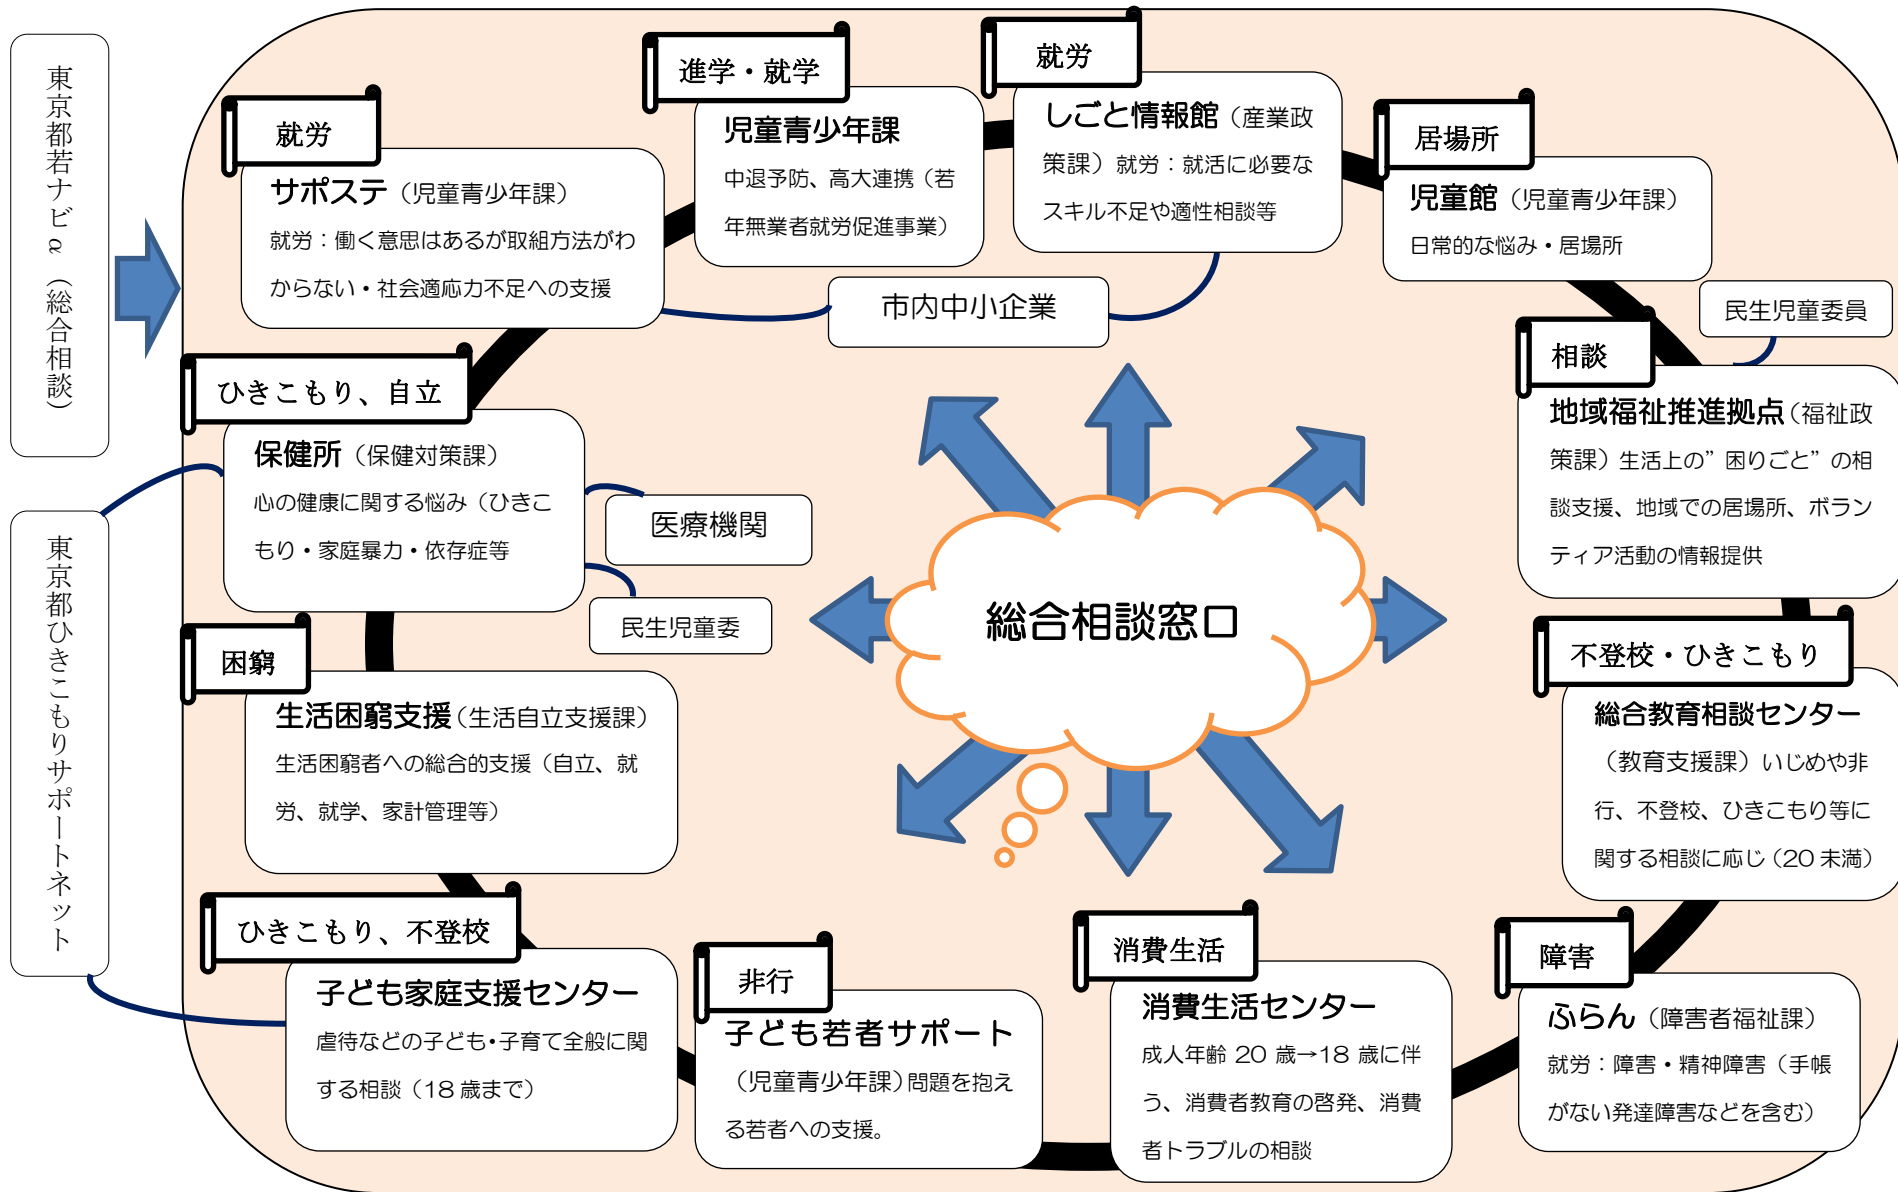 東京都若ナビα（総合相談）
東京都ひきこもりサポートネット
就労
サポステ（児童青少年課）
就労：働く意思はあるが取組方法がわ
からない・社会適応力不足への支援
進学・就学
児童青少年課
中退予防、高大連携（若
年無業者就労促進事業）
就労
しごと情報館（産業政
策課）就労：就活に必要な
スキル不足や適性相談等
居場所
児童館（児童青少年課）
日常的な悩み・居場所
市内中小企業
民生児童委員
相談
地域福祉推進拠点（福祉政
策課）生活上の”困りごと”の相
談支援、地域での居場所、ボラン
ティア活動の情報提供
ひきこもり、自立
保健所（保健対策課）
心の健康に関する悩み（ひきこ
もり・家庭暴力・依存症等
医療機関
民生児童委
総合相談窓口
不登校・ひきこもり
総合教育相談センター
（教育支援課）いじめや非
行、不登校、ひきこもり等に
関する相談に応じ（20 未満）
困窮
生活困窮支援（生活自立支援課）
生活困窮者への総合的支援（自立、就
労、就学、家計管理等）
ひきこもり、不登校
子ども家庭支援センター
虐待などの子ども・子育て全般に関
する相談（18 歳まで）
非行
子ども若者サポート
（児童青少年課）問題を抱え
る若者への支援。
消費生活
消費生活センター
成人年齢 20 歳→18 歳に伴
う、消費者教育の啓発、消費
者トラブルの相談
障害
ふらん（障害者福祉課）
就労：障害・精神障害（手帳
がない発達障害などを含む）